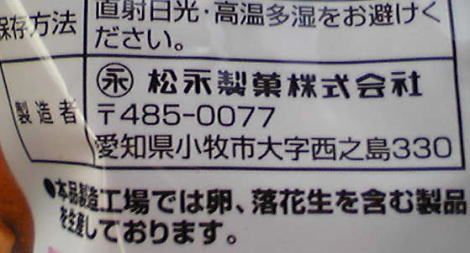 保存方法 直射日光・高温多湿をお避けく
ださい。
製造者 永 松永製菓株式会社
〒485-0077
愛知県小牧市大字西之島330
●本品製造工場では卵、落花生を含む製品
を生産しております。